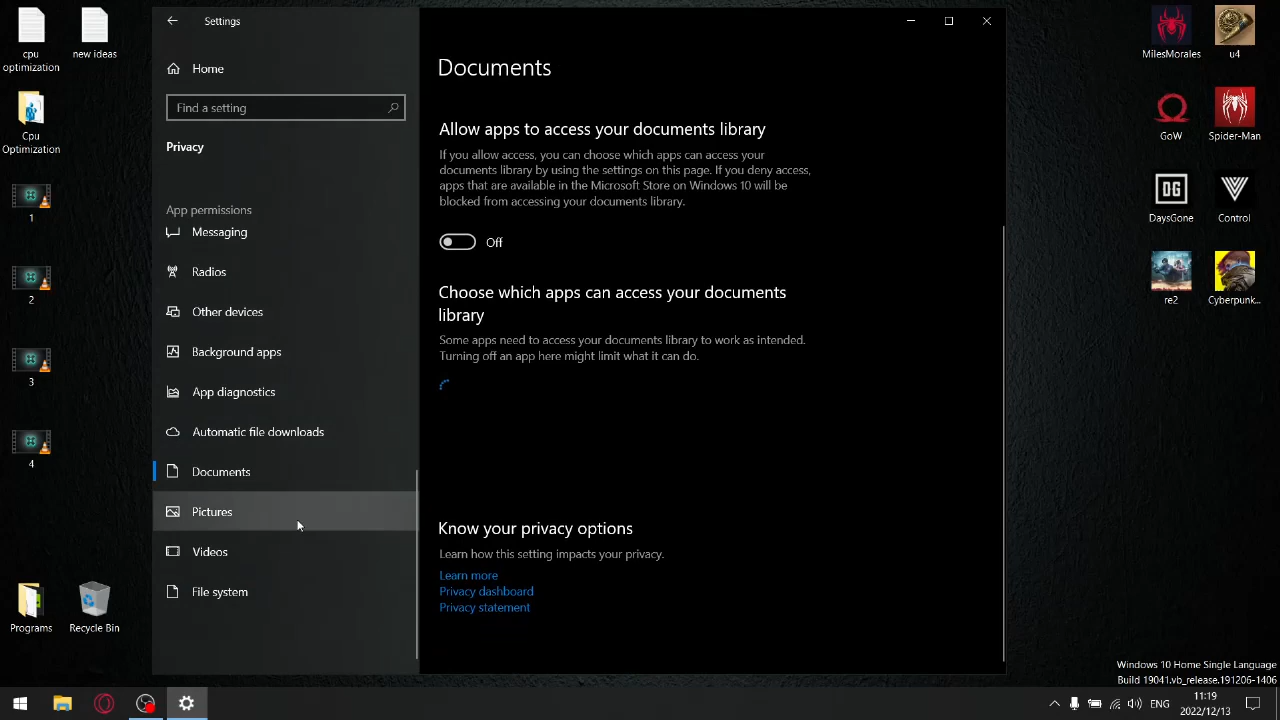 cpu
optimization
new ideas
Cpu
Optimization
1
2
3
4
Programs
Recycle Bin
Settings
Home
Find a setting
Privacy
App permissions
Messaging
Radios
Other devices
Background apps
App diagnostics
Automatic file downloads
Documents
Pictures
Videos
File system
Documents
Allow apps to access your documents library
If you allow access, you can choose which apps can access your
documents library by using the settings on this page. If you deny access,
apps that are available in the Microsoft Store on Windows 10 will be
blocked from accessing your documents library.
Off
Choose which apps can access your documents
library
Some apps need to access your documents library to work as intended.
Turning off an app here might limit what it can do.
Know your privacy options
Learn how this setting impacts your privacy.
Learn more
Privacy dashboard
Privacy statement
MilesMorales
u4
GoW
Spider-Man
DG
DaysGone
Control
re2
Cyberpunk...
Windows 10 Home Single Language
Build 19041.vb_release.191206-1406
ENG
11:19
2022/12/13